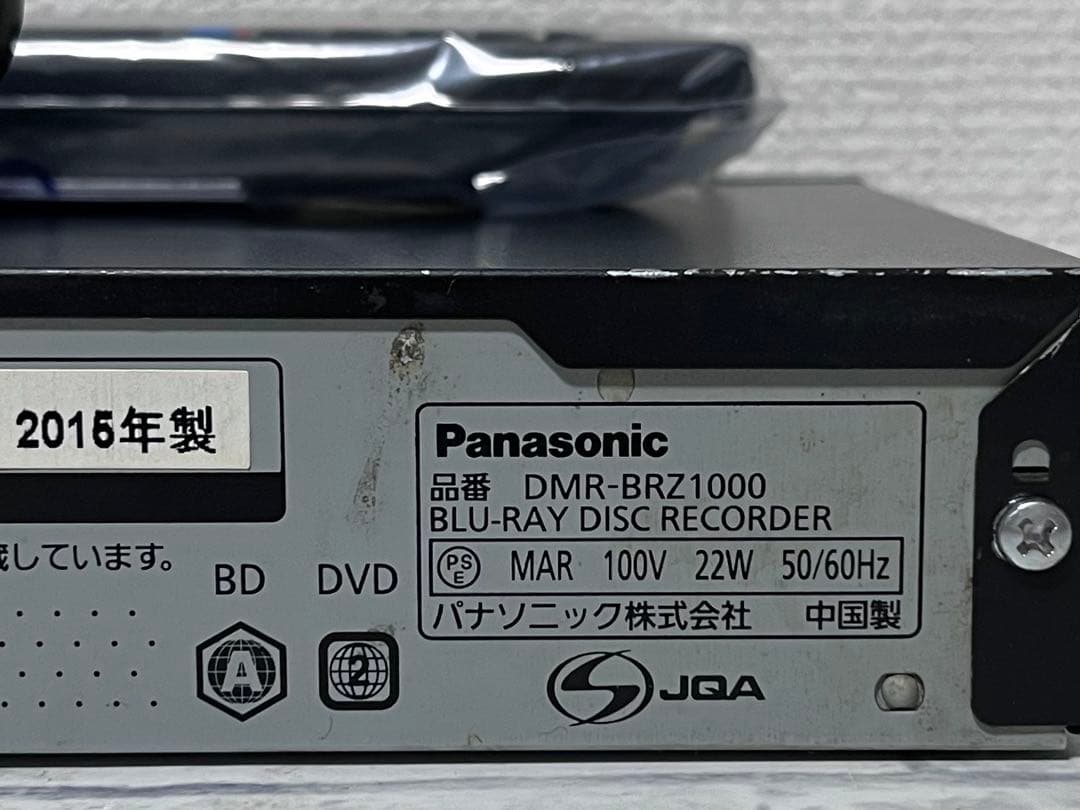 2015年製
蔵しています。
BD DVD
A 2
Panasonic
品番 DMR-BRZ1000
BLU-RAY DISC RECORDER
PSE MAR 100V 22W 50/60Hz
パナソニック株式会社 中国製
JQA